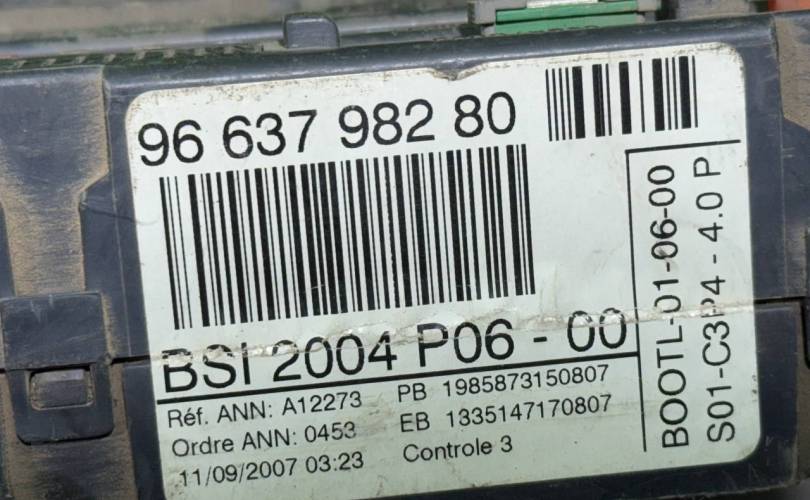 96 637 982 80
BSI 2004 P06 - 00
Réf. ANN: A12273
Ordre ANN: 0453
11/09/2007 03:23
PB 1985873150807
EB 1335147170807
Controle 3
BOOTL-01-06-00
S01-C3P4 - 4.0 P